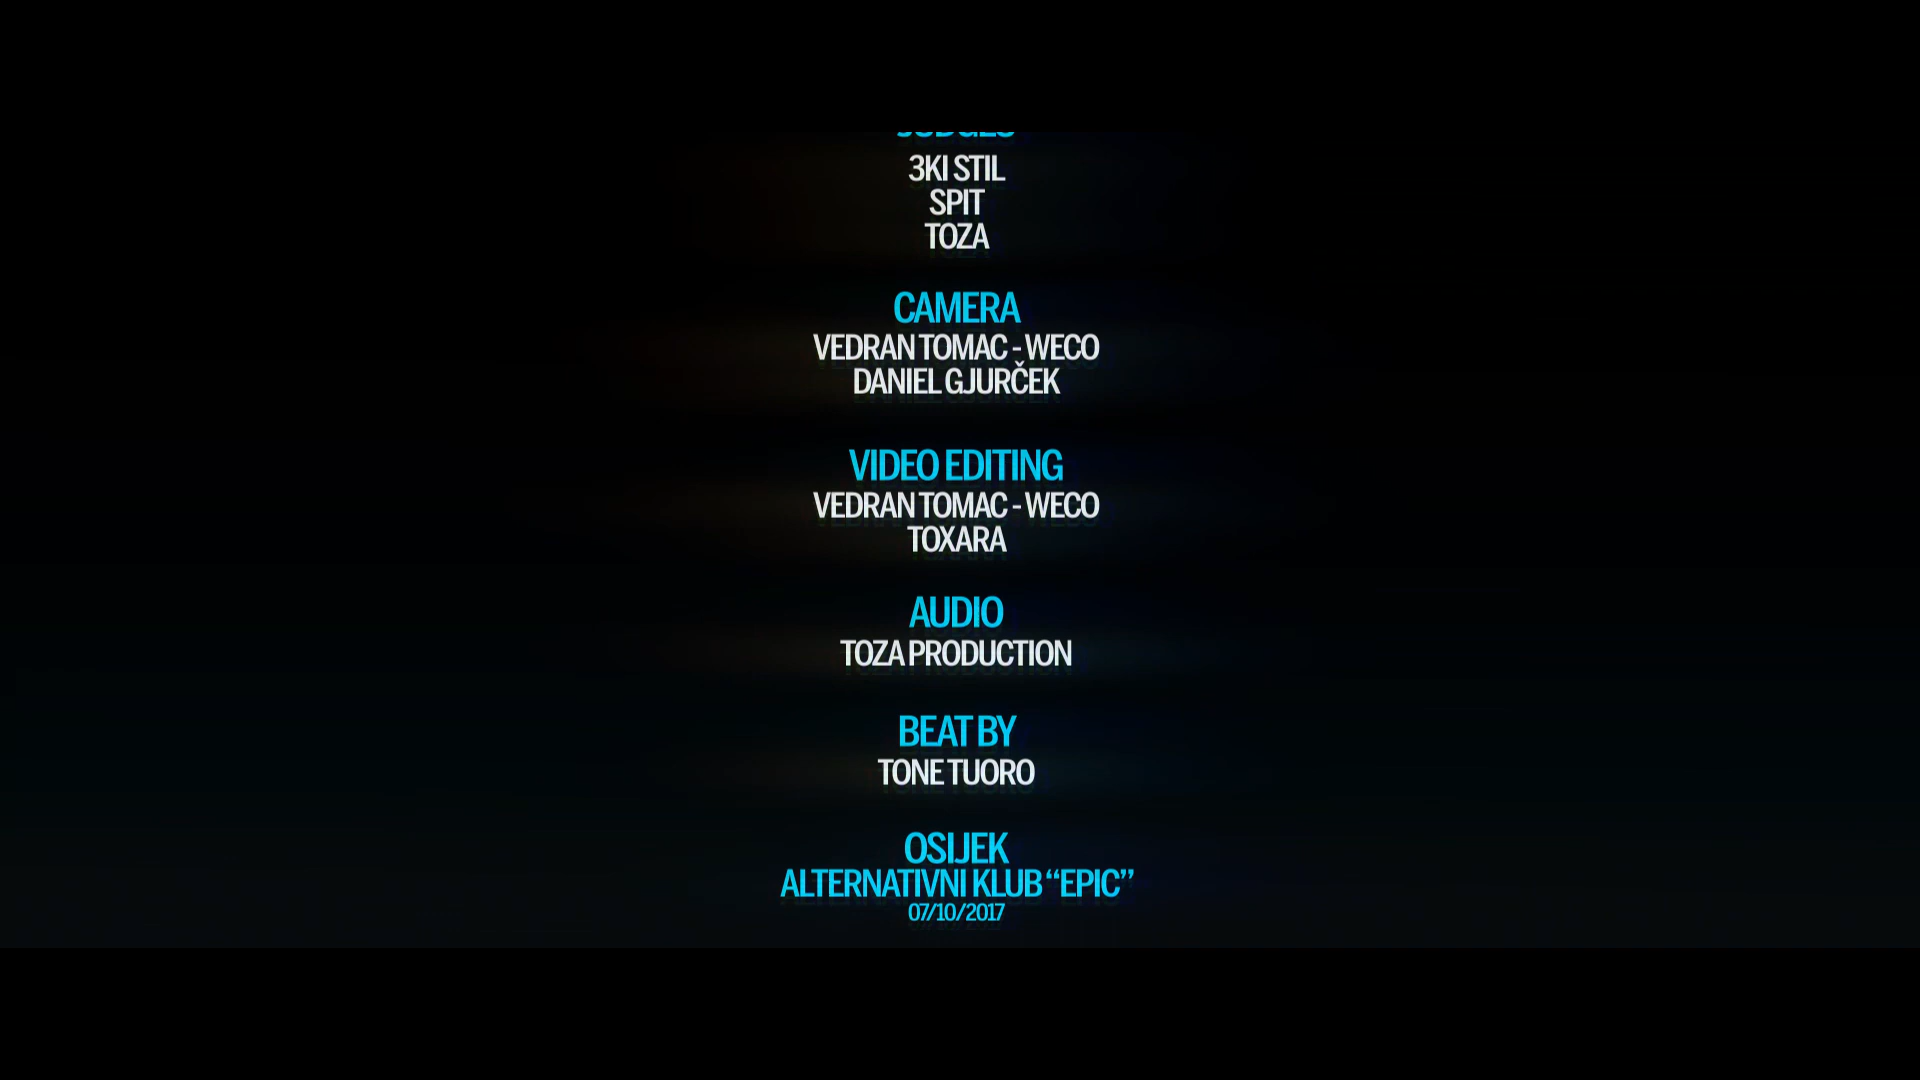 JUDGES
3KI STIL
SPIT
TOZA
CAMERA
VEDRAN TOMAC - WECO
DANIEL GJURČEK
VIDEO EDITING
VEDRAN TOMAC - WECO
TOXARA
AUDIO
TOZA PRODUCTION
BEAT BY
TONE TUORO
OSIJEK
ALTERNATIVNI KLUB “EPIC”
07/10/2017